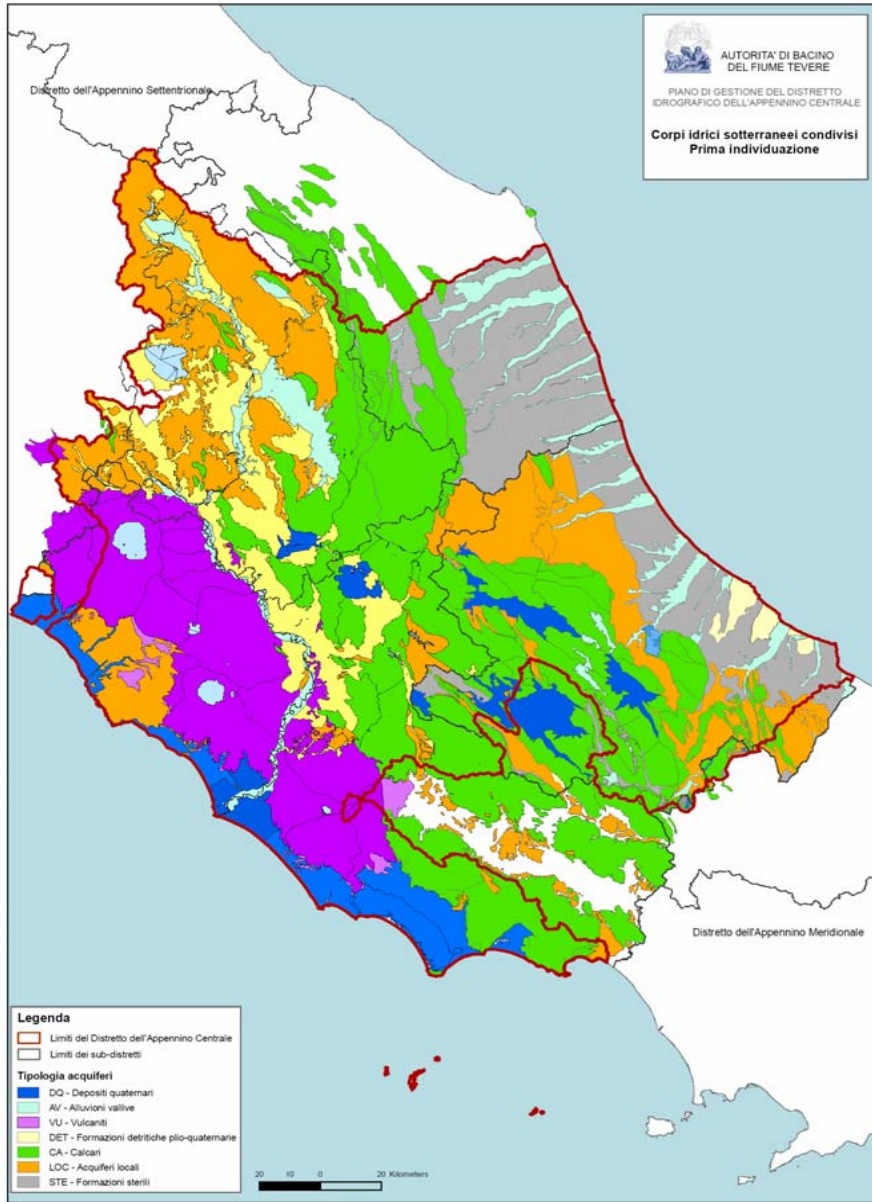 AUTORITA' DI BACINO
DEL FIUME TEVERE
PIANO DI GESTIONE DEL DISTRETTO
IDROGRAFICO DELL'APPENNINO CENTRALE
Corpi idrici sotterraneei condivisi
Prima individuazione
Distretto dell'Appennino Settentrionale
Distretto dell'Appennino Meridionale
Legenda
Limiti del Distretto dell'Appennino Centrale
Limiti dei sub-distretti
Tipologia acquiferi
DQ - Depositi quaternari
AV - Alluvioni vallive
VU - Vulcaniti
DET - Formazioni detritiche plio-quaternarie
CA - Calcari
LOC - Acquiferi locali
STE - Formazioni sterili
20 0 20 Kilometers